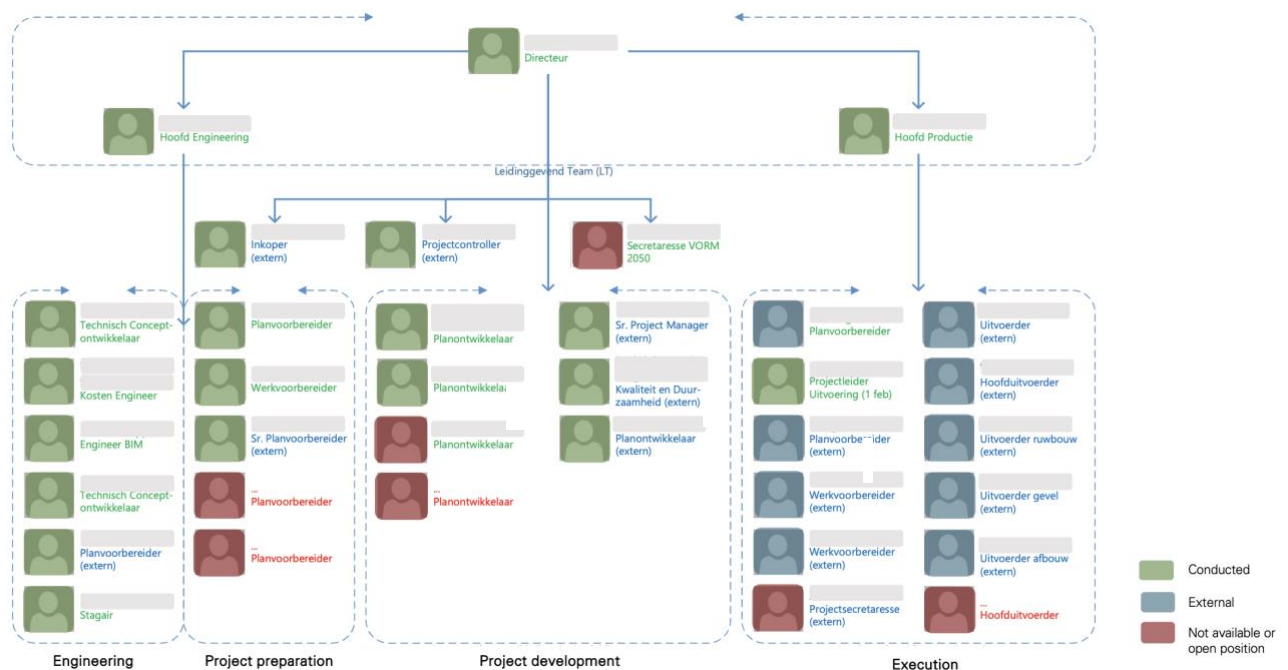 Directeur
Hoofd Engineering
Hoofd Productie
Leidinggevend Team (LT)
Inkoper
(extern)
Projectcontroller
(extern)
Secretaresse VORM
2050
Technisch Concept-
ontwikkelaar
Kosten Engineer
Engineer BIM
Technisch Concept-
ontwikkelaar
Planvoorbereider
(extern)
Stagair
Planvoorbereider
Werkvoorbereider
Sr. Planvoorbereider
(extern)
...
Planvoorbereider
...
Planvoorbereider
Planontwikkelaar
Planontwikkelaar
Planontwikkelaar
...
Planontwikkelaar
Sr. Project Manager
(extern)
Kwaliteit en Duur-
zaamheid (extern)
Planontwikkelaar
(extern)
Planvoorbereider
Projectleider
Uitvoering (1 feb)
Planvoorbereider
(extern)
Werkvoorbereider
(extern)
Werkvoorbereider
(extern)
Projectsecretaresse
(extern)
Uitvoerder
(extern)
Hoofduitvoerder
(extern)
Uitvoerder ruwbouw
(extern)
Uitvoerder gevel
(extern)
Uitvoerder afbouw
(extern)
...
Hoofduitvoerder
Engineering
Project preparation
Project development
Execution
Conducted
External
Not available or
open position